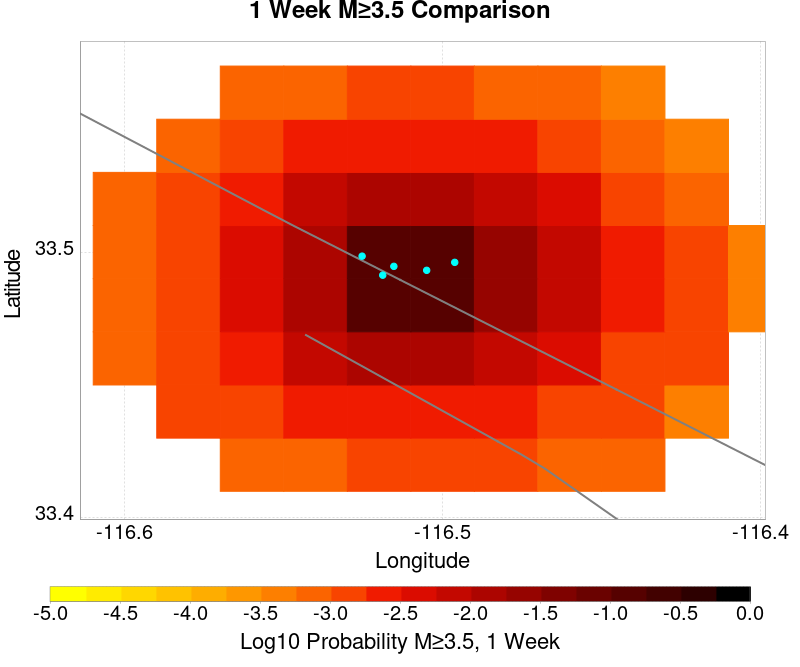 1 Week M≥3.5 Comparison
Latitude
33.5
33.4
-116.6 -116.5 -116.4
Longitude
-5.0 -4.5 -4.0 -3.5 -3.0 -2.5 -2.0 -1.5 -1.0 -0.5 0.0
Log10 Probability M≥3.5, 1 Week